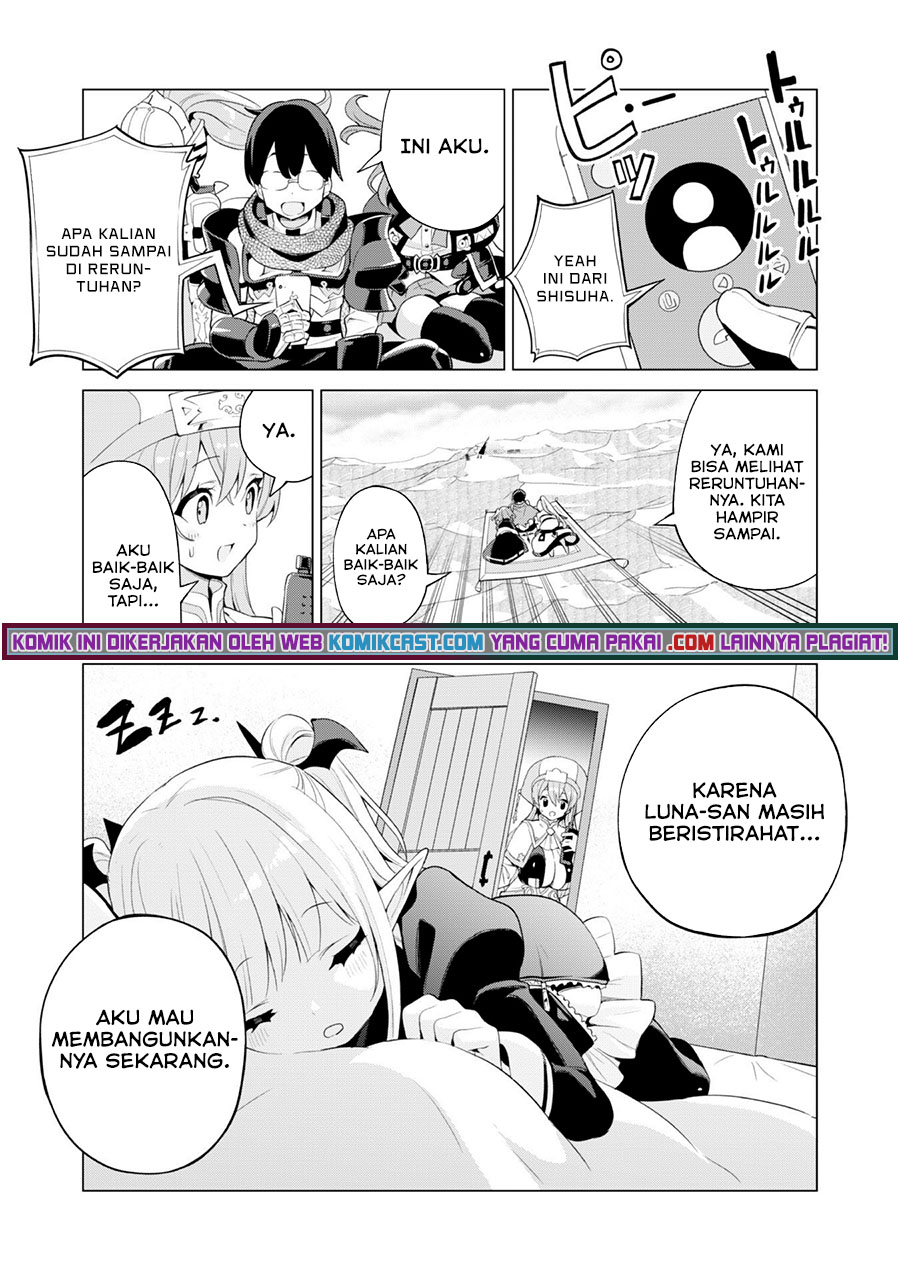 トゥルルルル
トゥルルル
ピーッ
YEAH
INI DARI
SHISUHA.
INI AKU.
APA KALIAN
SUDAH SAMPAI
DI RERUN-
TUHAN?
YA, KAMI
BISA MELIHAT
RERUNTUHAN-
NYA. KITA
HAMPIR
SAMPAI.
APA
KALIAN
BAIK-BAIK
SAJA?
YA.
AKU
BAIK-BAIK
SAJA,
TAPI...
KOMIK INI DIKERJAKAN OLEH WEB KOMIKCAST.COM YANG CUMA PAKAI .COM LAINNYA PLAGIAT!
KARENA
LUNA-SAN MASIH
BERISTIRAHAT...
ZZZ.
AKU MAU
MEMBANGUNKAN-
NYA SEKARANG.